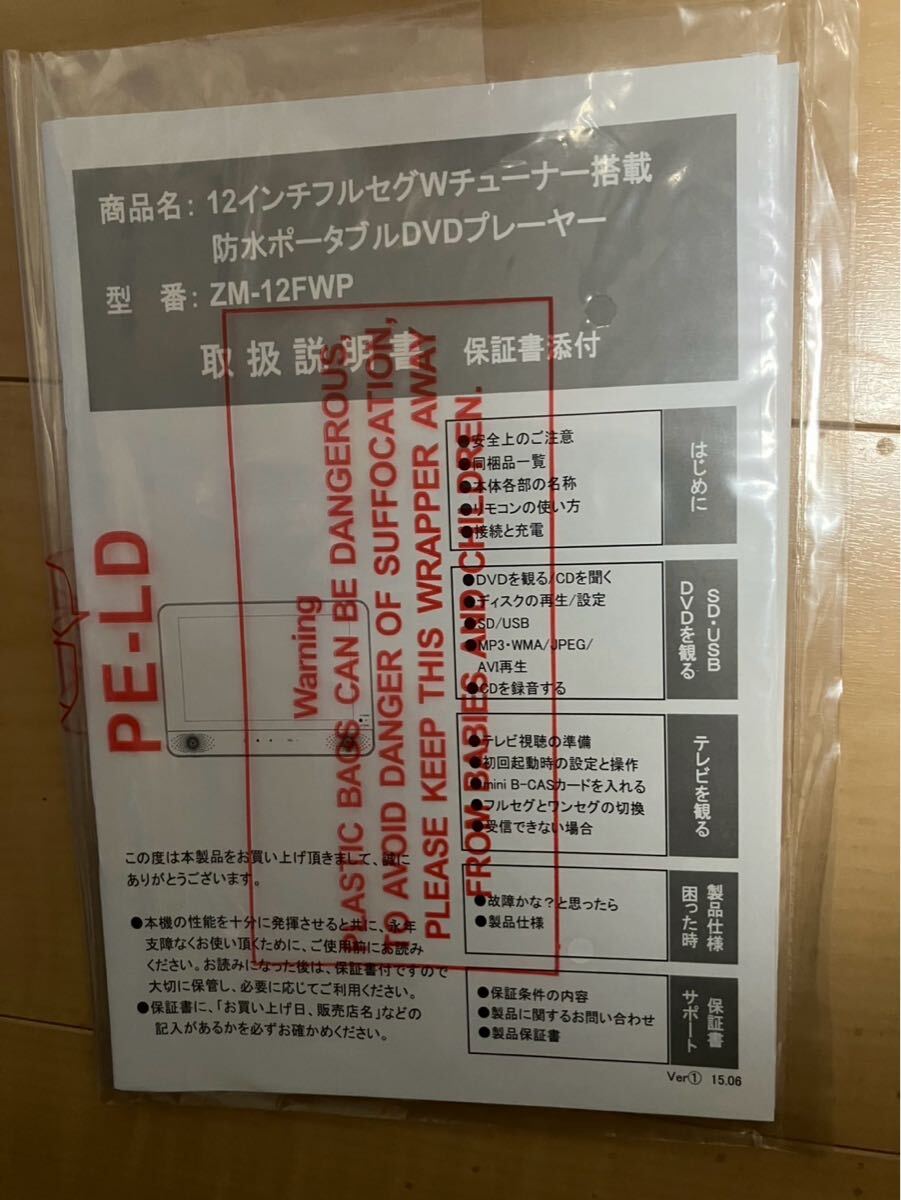 商品名: 12インチフルセグWチューナー搭載
防水ポータブルDVDプレーヤー
型 番: ZM-12FWP
取扱説明書 保証書添付
はじめに
●安全上のご注意
●同梱品一覧
●本体各部の名称
●リモコンの使い方
●接続と充電
SD・USB
DVDを観る
●DVDを観る/CDを聞く
●ディスクの再生/設定
●SD/USB
●MP3・WMA/JPEG/
AVI再生
●CDを録音する
テレビを観る
●テレビ視聴の準備
●初回起動時の設定と操作
●mini B-CASカードを入れる
●フルセグとワンセグの切換
●受信できない場合
製品仕様
困った時
●故障かな?と思ったら
●製品仕様
保証書
サポート
●保証条件の内容
●製品に関するお問い合わせ
●製品保証書
この度は本製品をお買い上げ頂きまして、誠に
ありがとうございます。
●本機の性能を十分に発揮させると共に、永年
支障なくお使い頂くために、ご使用前にお読み
ください。お読みになった後は、保証書付ですので
大切に保管し、必要に応じてご利用ください。
●保証書に、「お買い上げ日、販売店名」などの
記入があるかを必ずお確かめください。
Ver① 15.06
PE-LD
Warning
PLASTIC BAGS CAN BE DANGEROUS,
TO AVOID DANGER OF SUFFOCATION,
PLEASE KEEP THIS WRAPPER AWAY
FROM BABIES AND CHILDREN.